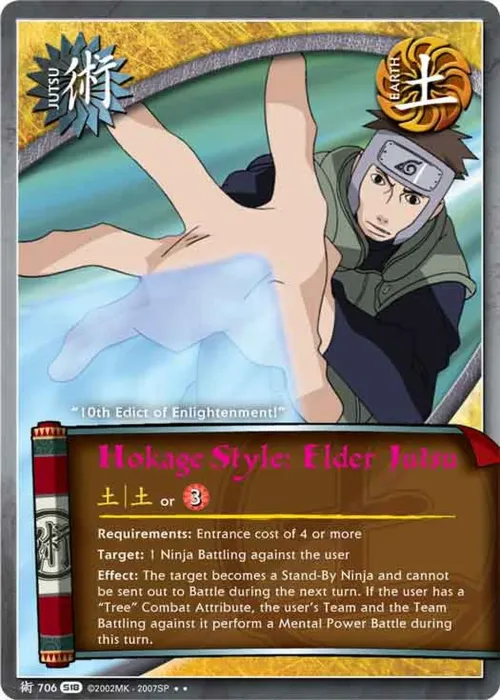 JUTSU 術
EARTH 土
"10th Edict of Enlightenment!"
Hokage Style: Elder Jutsu
土|土 or 3
術
Requirements: Entrance cost of 4 or more
Target: 1 Ninja Battling against the user
Effect: The target becomes a Stand-By Ninja and cannot
be sent out to Battle during the next turn. If the user has a
"Tree" Combat Attribute, the user's Team and the Team
Battling against it perform a Mental Power Battle during
this turn.
術 706 S18 ©2002MK - 2007SP ★★